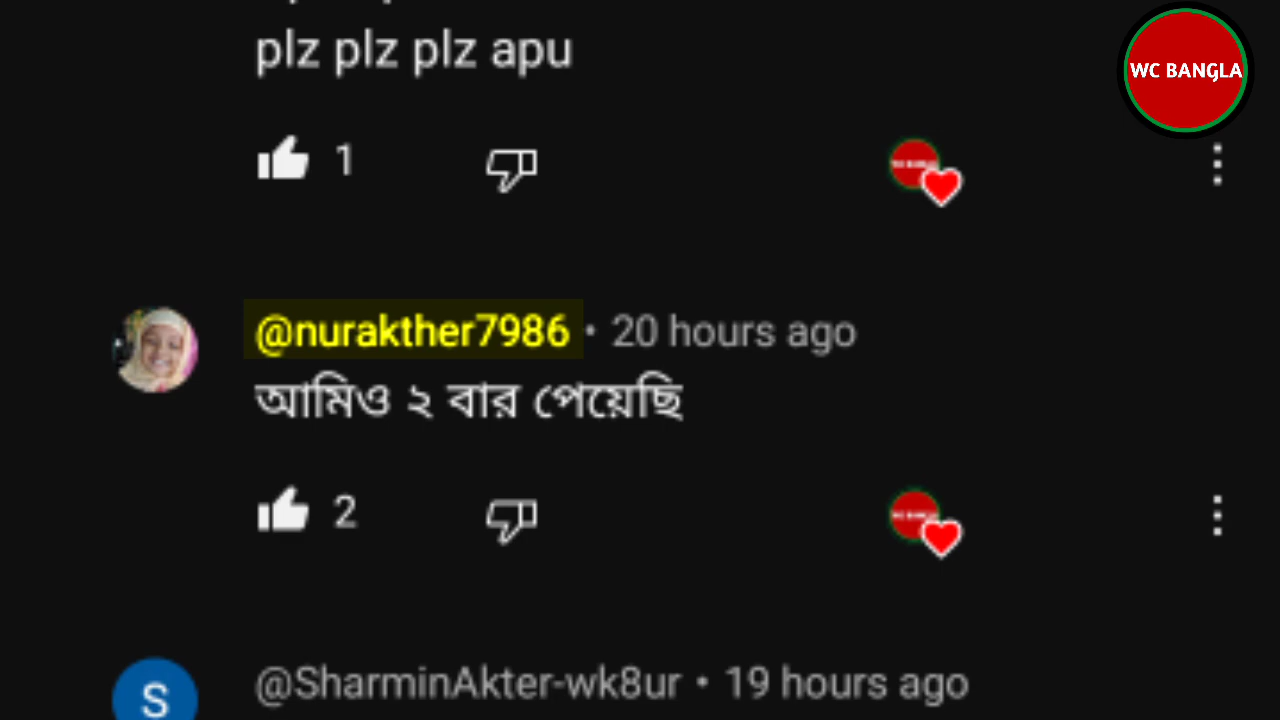 plz plz plz apu
WC BANGLA
1
@nurakther7986 • 20 hours ago
আমিও ২ বার পেয়েছি
2
S
@SharminAkter-wk8ur • 19 hours ago